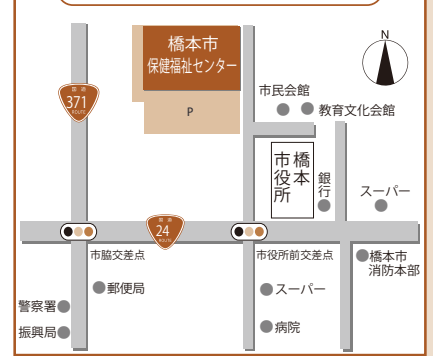 橋本市
保健福祉センター
N
国道
371
ROUTE
P
市民会館
教育文化会館
橋本
市役所
銀行
スーパー
国道
24
ROUTE
市脇交差点
市役所前交差点
橋本市
消防本部
郵便局
スーパー
警察署
振興局
病院